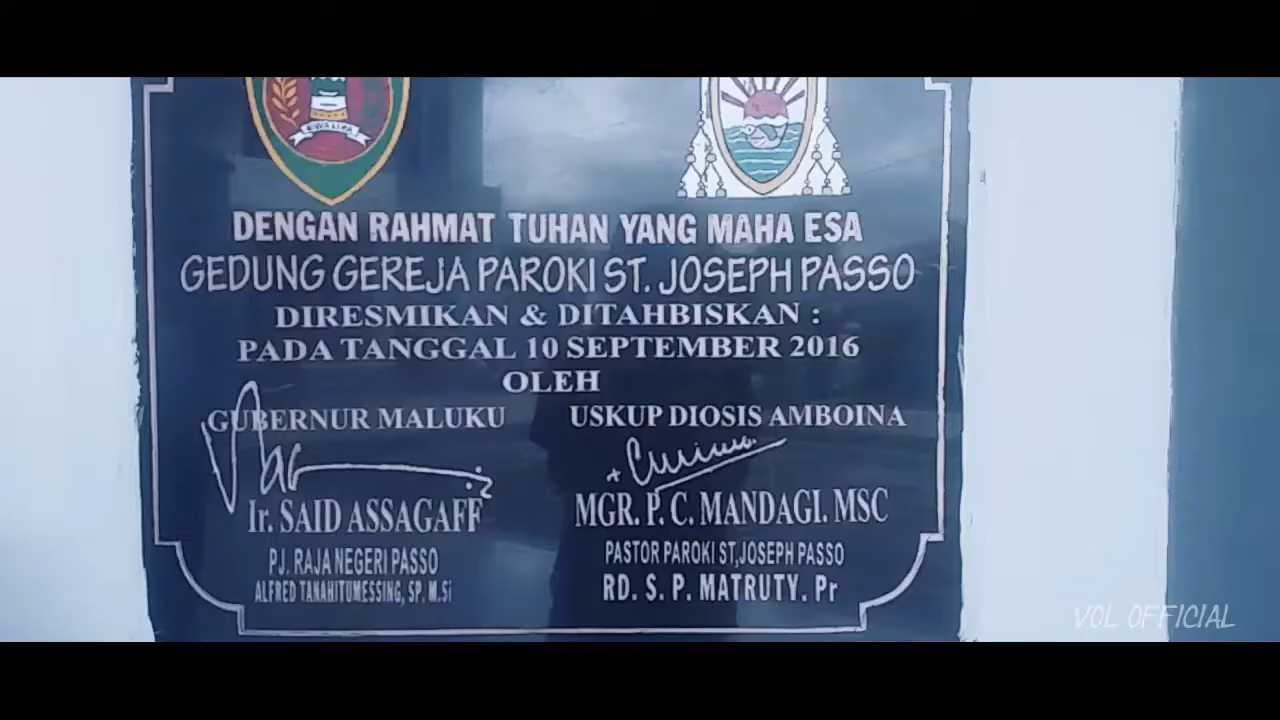 SIWA LIMA
DENGAN RAHMAT TUHAN YANG MAHA ESA
GEDUNG GEREJA PAROKI ST. JOSEPH PASSO
DIRESMIKAN & DITAHBISKAN :
PADA TANGGAL 10 SEPTEMBER 2016
OLEH
GUBERNUR MALUKU
Ir. SAID ASSAGAFF
PJ. RAJA NEGERI PASSO
ALFRED TANAHITUMESSING, SP, M.Si
USKUP DIOSIS AMBOINA
MGR. P. C. MANDAGI. MSC
PASTOR PAROKI ST,JOSEPH PASSO
RD. S. P. MATRUTY. Pr
VOL OFFICIAL